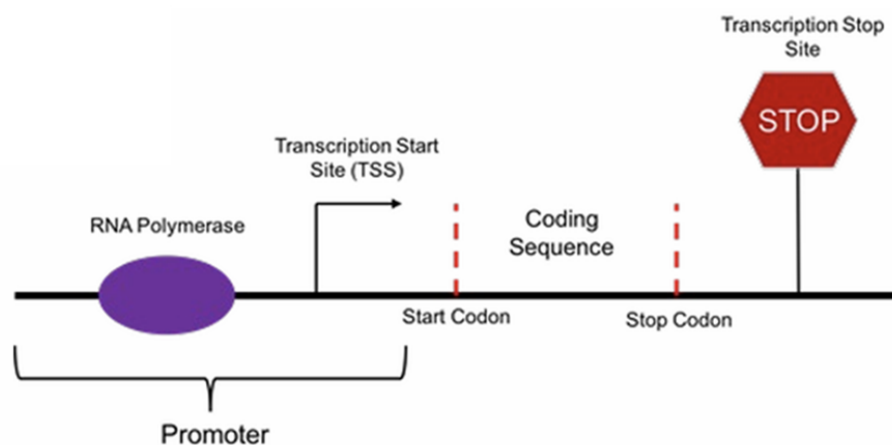 Transcription Stop
Site
STOP
Transcription Start
Site (TSS)
RNA Polymerase
Coding
Sequence
Start Codon
Stop Codon
Promoter